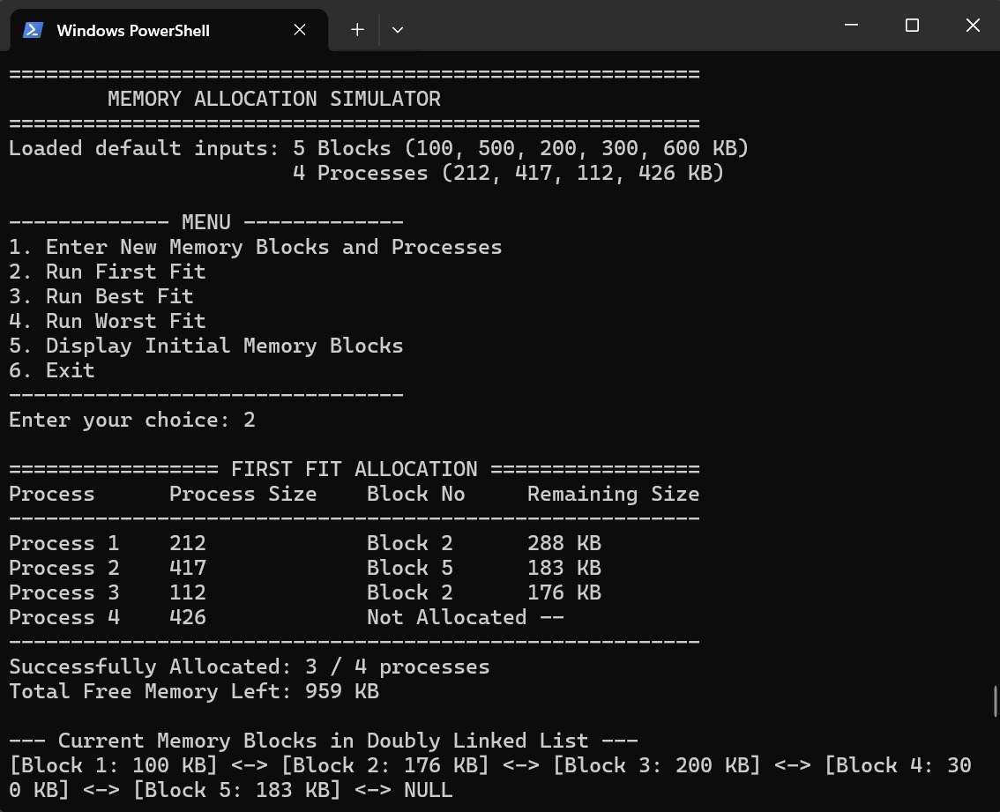 Windows PowerShell
========================================================
        MEMORY ALLOCATION SIMULATOR
========================================================
Loaded default inputs: 5 Blocks (100, 500, 200, 300, 600 KB)
                       4 Processes (212, 417, 112, 426 KB)
------------- MENU -------------
1. Enter New Memory Blocks and Processes
2. Run First Fit
3. Run Best Fit
4. Run Worst Fit
5. Display Initial Memory Blocks
6. Exit
--------------------------------
Enter your choice: 2
================= FIRST FIT ALLOCATION =================
Process      Process Size    Block No     Remaining Size
--------------------------------------------------------
Process 1    212             Block 2      288 KB
Process 2    417             Block 5      183 KB
Process 3    112             Block 2      176 KB
Process 4    426             Not Allocated --
--------------------------------------------------------
Successfully Allocated: 3 / 4 processes
Total Free Memory Left: 959 KB
--- Current Memory Blocks in Doubly Linked List ---
[Block 1: 100 KB] <-> [Block 2: 176 KB] <-> [Block 3: 200 KB] <-> [Block 4: 30
0 KB] <-> [Block 5: 183 KB] <-> NULL